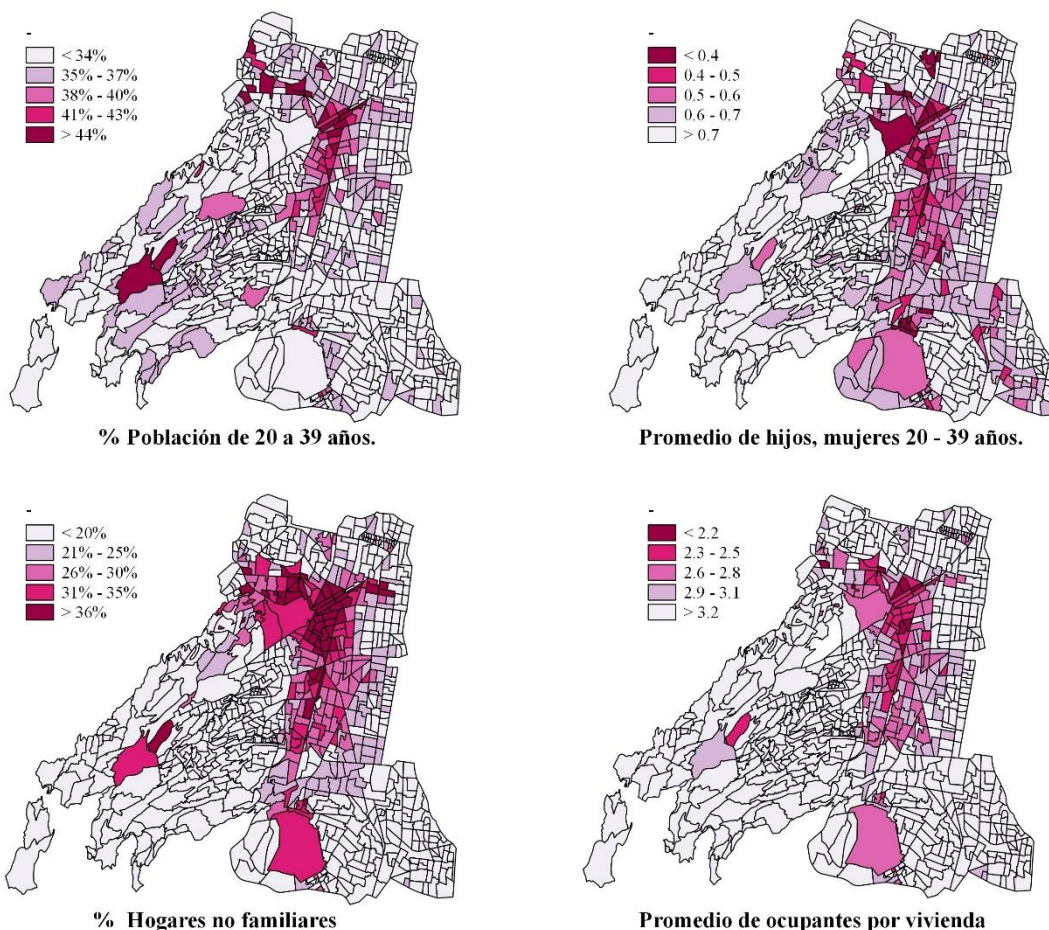 -
< 34%
35% - 37%
38% - 40%
41% - 43%
> 44%
% Población de 20 a 39 años.
-
< 0.4
0.4 - 0.5
0.5 - 0.6
0.6 - 0.7
> 0.7
Promedio de hijos, mujeres 20 - 39 años.
-
< 20%
21% - 25%
26% - 30%
31% - 35%
> 36%
% Hogares no familiares
-
< 2.2
2.3 - 2.5
2.6 - 2.8
2.9 - 3.1
> 3.2
Promedio de ocupantes por vivienda